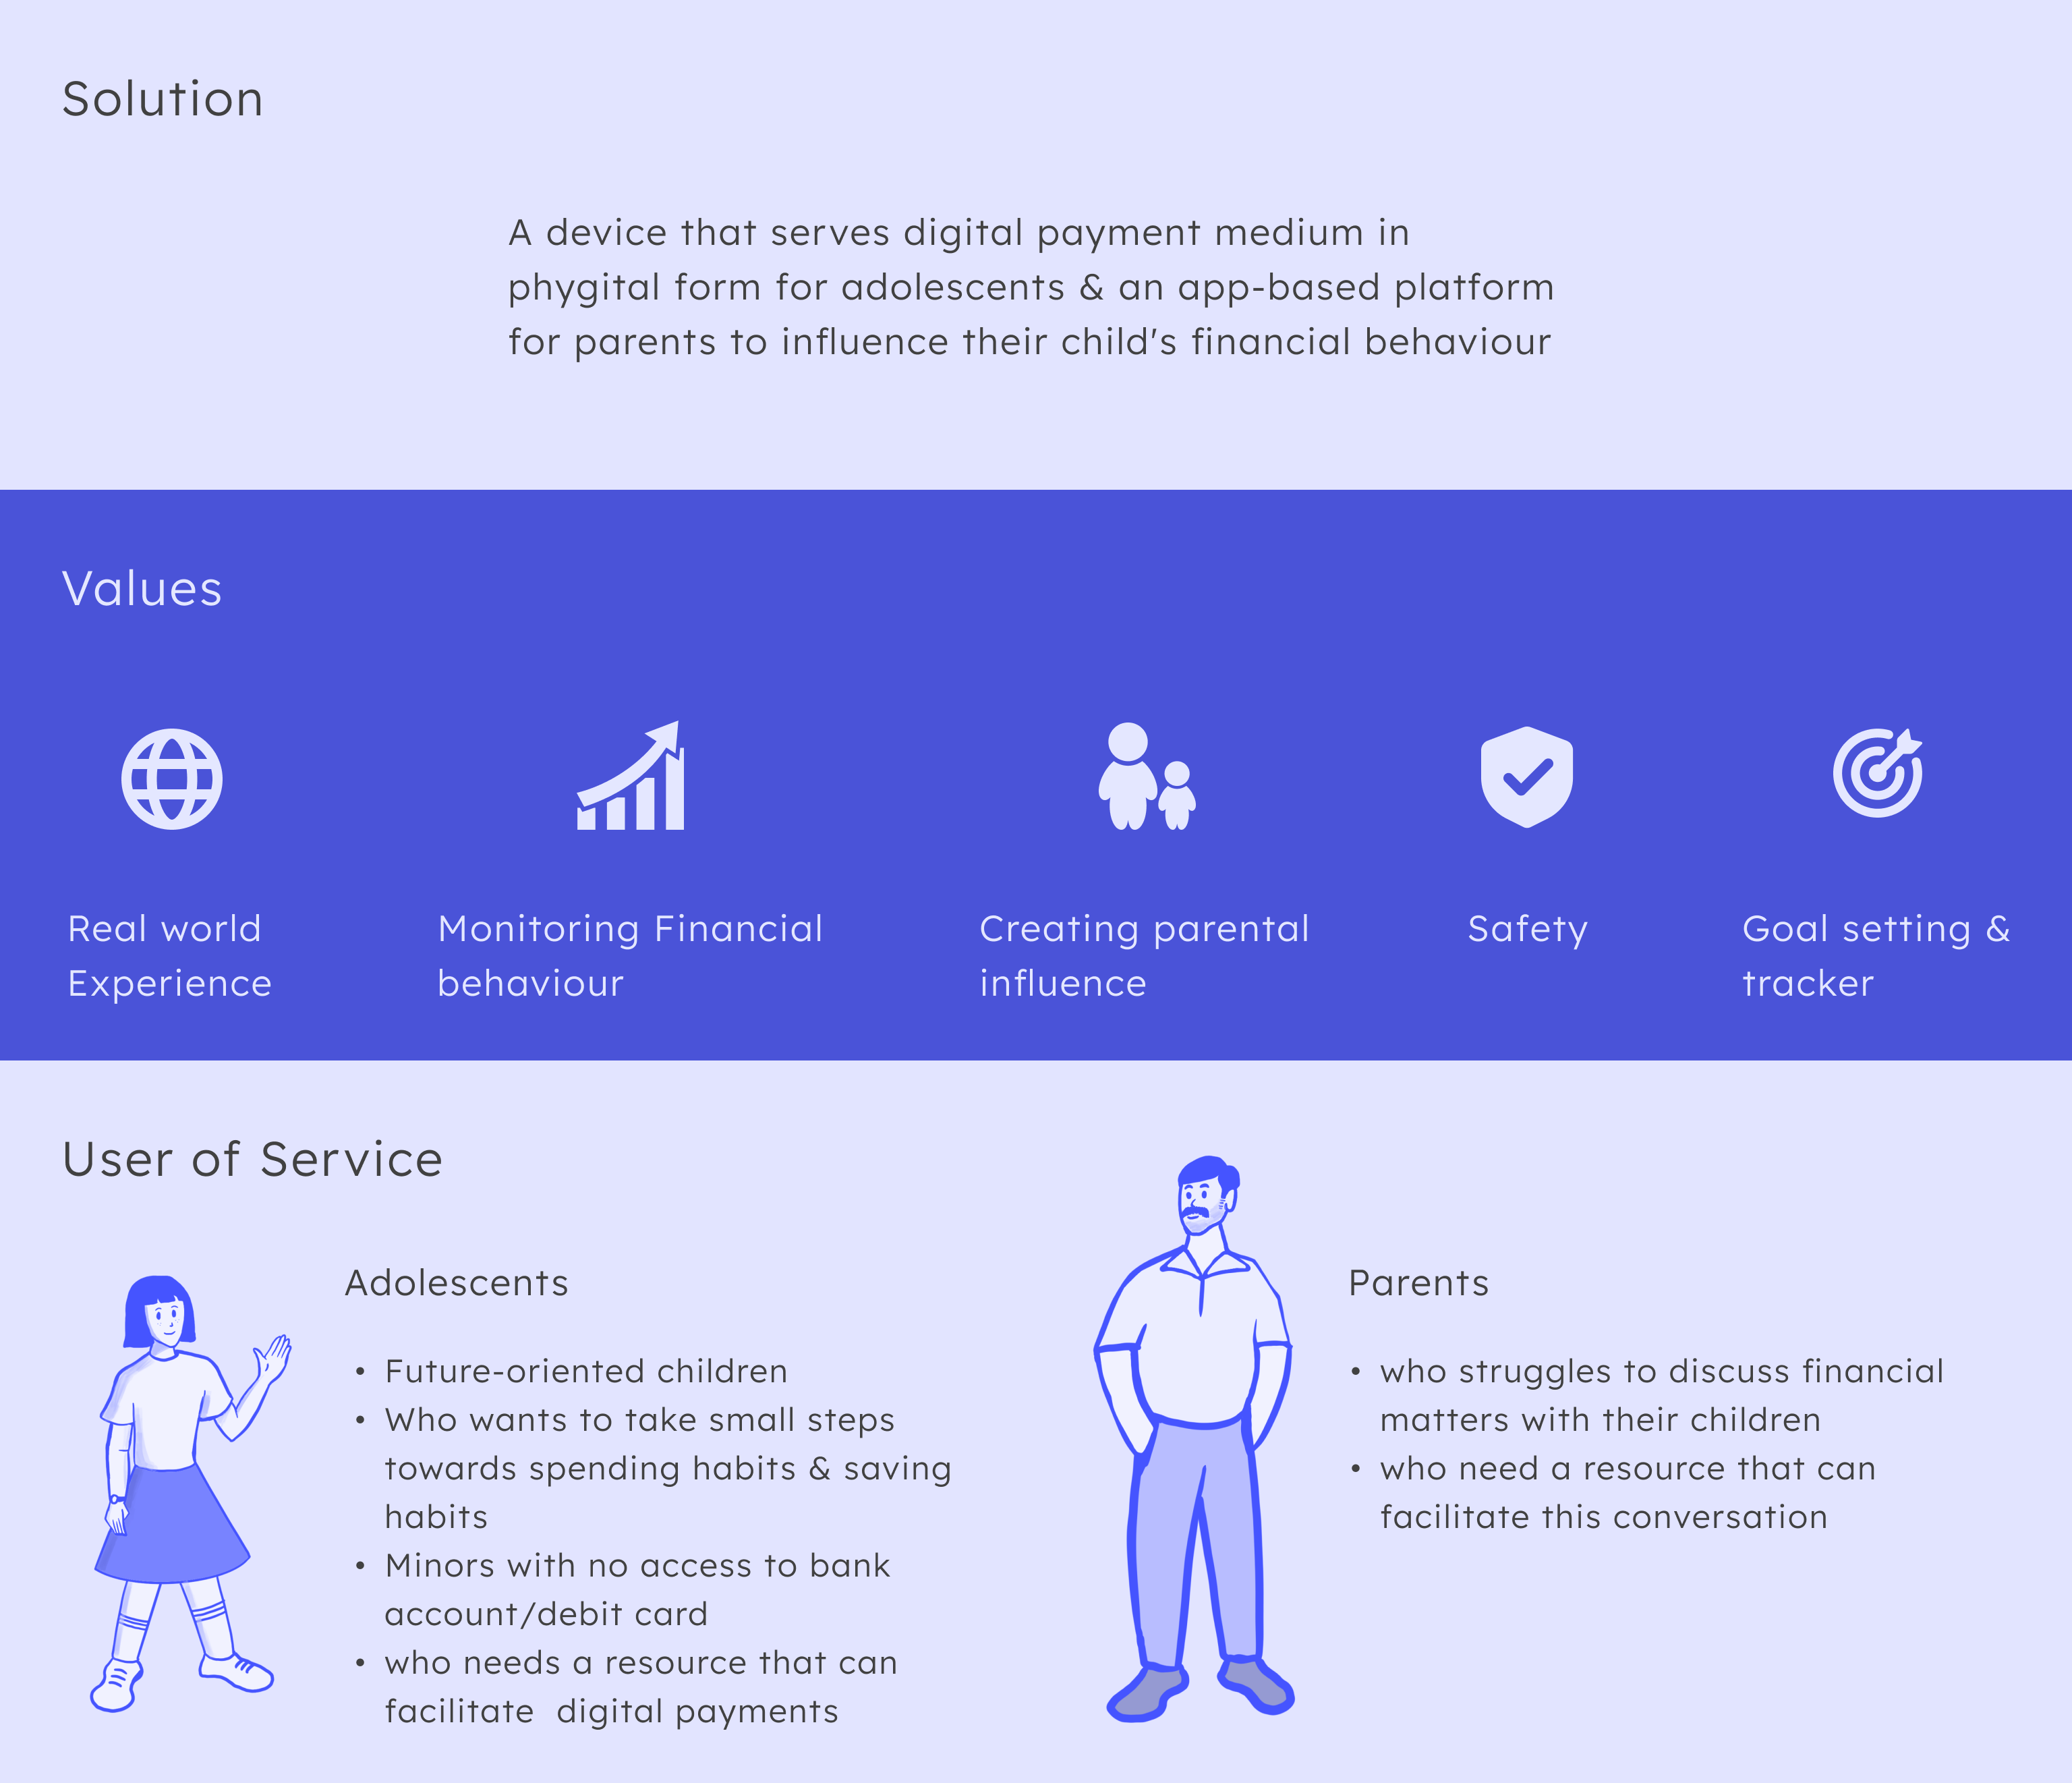 Solution
A device that serves digital payment medium in
phygital form for adolescents & an app-based platform
for parents to influence their child's financial behaviour
Values
Real world
Experience
Monitoring Financial
behaviour
Creating parental
influence
Safety
Goal setting &
tracker
User of Service
Adolescents
• Future-oriented children
• Who wants to take small steps
towards spending habits & saving
habits
• Minors with no access to bank
account/debit card
• who needs a resource that can
facilitate  digital payments
Parents
• who struggles to discuss financial
matters with their children
• who need a resource that can
facilitate this conversation